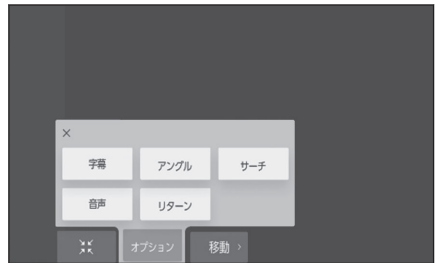 ×
字幕 アングル サーチ
音声 リターン
オプション 移動 ›